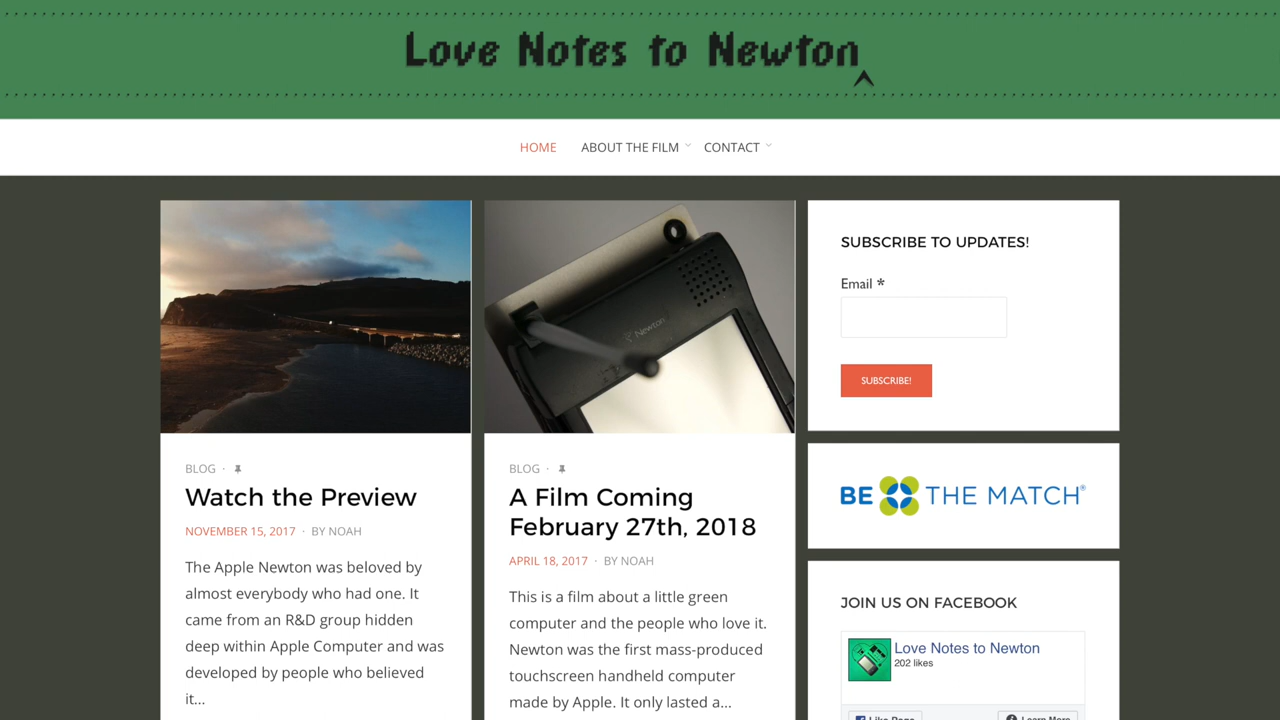 Love Notes to Newton
HOME
ABOUT THE FILM
CONTACT
Newton
BLOG ·
Watch the Preview
NOVEMBER 15, 2017 · BY NOAH
The Apple Newton was beloved by
almost everybody who had one. It
came from an R&D group hidden
deep within Apple Computer and was
developed by people who believed
it...
BLOG ·
A Film Coming
February 27th, 2018
APRIL 18, 2017 · BY NOAH
This is a film about a little green
computer and the people who love it.
Newton was the first mass-produced
touchscreen handheld computer
made by Apple. It only lasted a...
SUBSCRIBE TO UPDATES!
Email *
SUBSCRIBE!
BE THE MATCH®
JOIN US ON FACEBOOK
Love Notes to Newton
202 likes
Like Page
Learn More